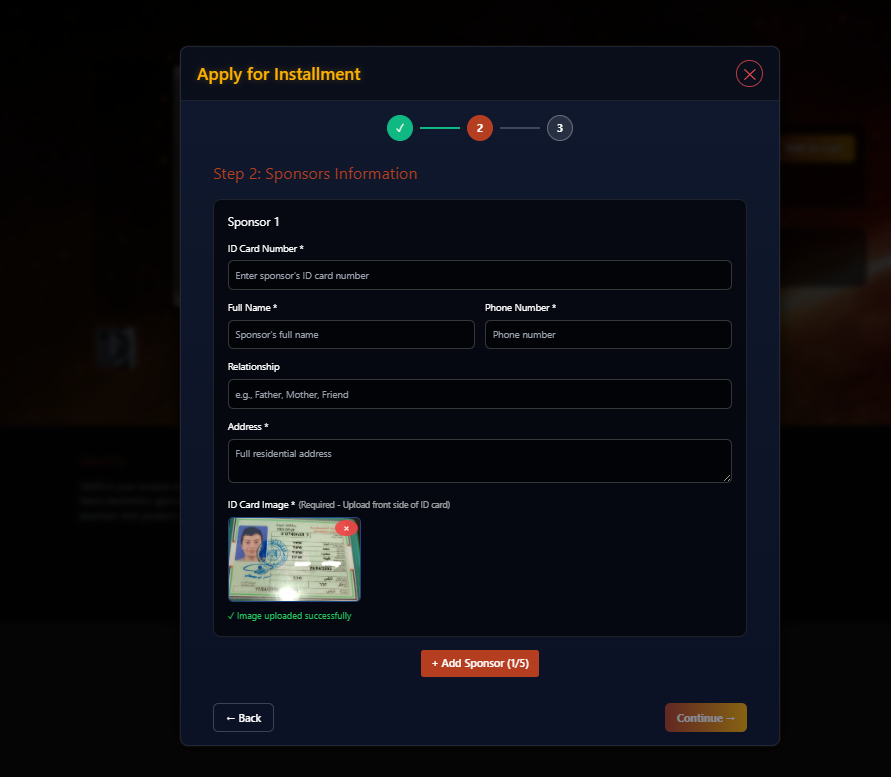 Apply for Installment
✓ 2 3
Step 2: Sponsors Information
Sponsor 1
ID Card Number *
Enter sponsor's ID card number
Full Name * Phone Number *
Sponsor's full name Phone number
Relationship
e.g., Father, Mother, Friend
Address *
Full residential address
ID Card Image * (Required - Upload front side of ID card)
✓ Image uploaded successfully
+ Add Sponsor (1/5)
← Back Continue →